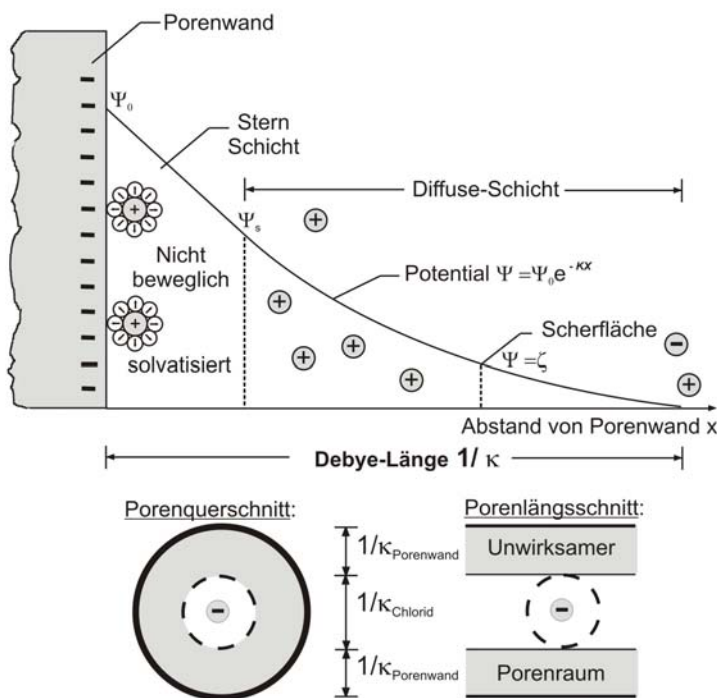 Porenwand
Ψ₀
Stern
Schicht
Diffuse-Schicht
Ψₛ
Nicht
beweglich
Potential Ψ=Ψ₀e⁻ᵏˣ
Scherfläche
solvatisiert
Ψ=ζ
Abstand von Porenwand x
Debye-Länge 1/ κ
Porenquerschnitt:
Porenlängsschnitt:
1/κPorenwand
Unwirksamer
1/κChlorid
1/κPorenwand
Porenraum